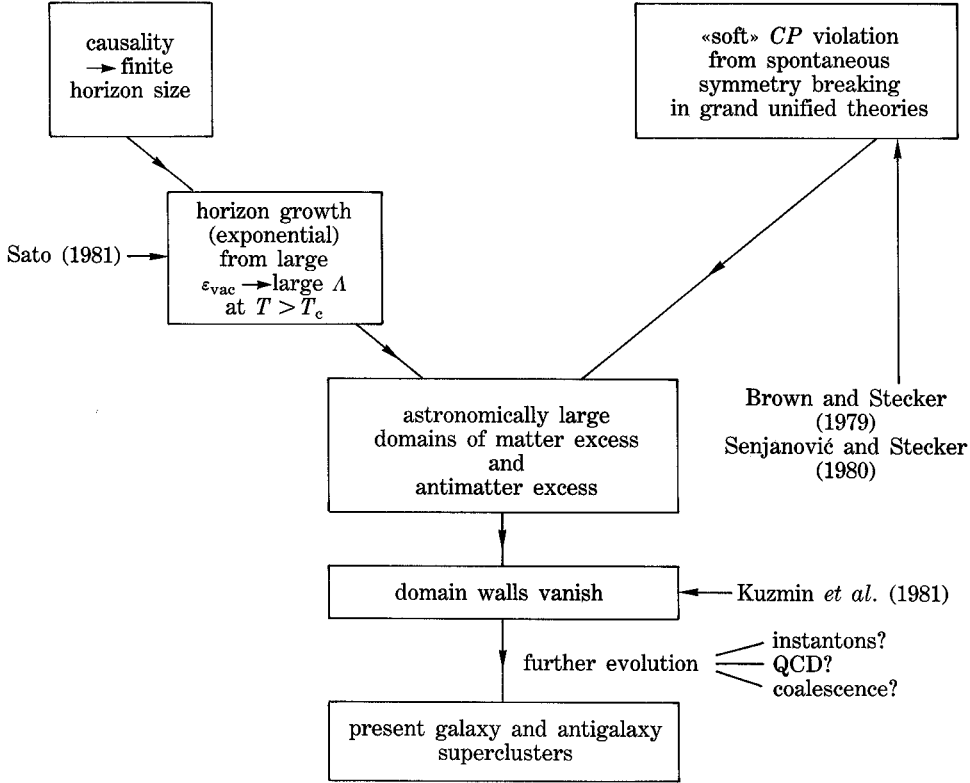 causality
→ finite
horizon size
«soft» CP violation
from spontaneous
symmetry breaking
in grand unified theories
horizon growth
(exponential)
from large
εvac → large Λ
at T > Tc
Sato (1981)
astronomically large
domains of matter excess
and
antimatter excess
Brown and Stecker
(1979)
Senjanović and Stecker
(1980)
domain walls vanish
Kuzmin et al. (1981)
further evolution
instantons?
QCD?
coalescence?
present galaxy and antigalaxy
superclusters